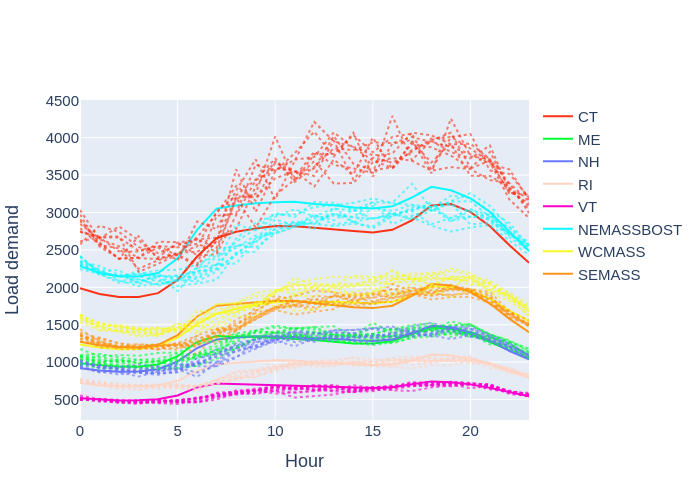 4500
4000
3500
3000
2500
2000
1500
1000
500
0
5
10
15
20
Hour
Load demand
CT
ME
NH
RI
VT
NEMASSBOST
WCMASS
SEMASS